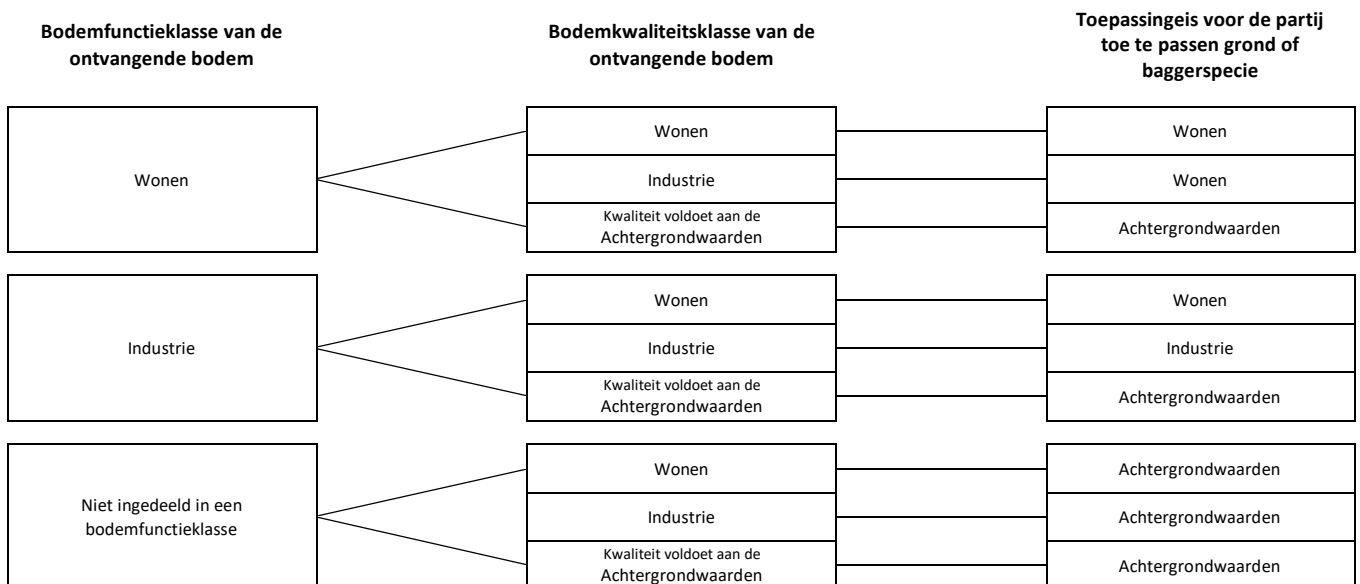 Bodemfunctieklasse van de
ontvangende bodem
Bodemkwaliteitsklasse van de
ontvangende bodem
Toepassingeis voor de partij
toe te passen grond of
baggerspecie
Wonen
Wonen
Wonen
Industrie
Wonen
Kwaliteit voldoet aan de
Achtergrondwaarden
Achtergrondwaarden
Industrie
Wonen
Wonen
Industrie
Industrie
Kwaliteit voldoet aan de
Achtergrondwaarden
Achtergrondwaarden
Niet ingedeeld in een
bodemfunctieklasse
Wonen
Achtergrondwaarden
Industrie
Achtergrondwaarden
Kwaliteit voldoet aan de
Achtergrondwaarden
Achtergrondwaarden